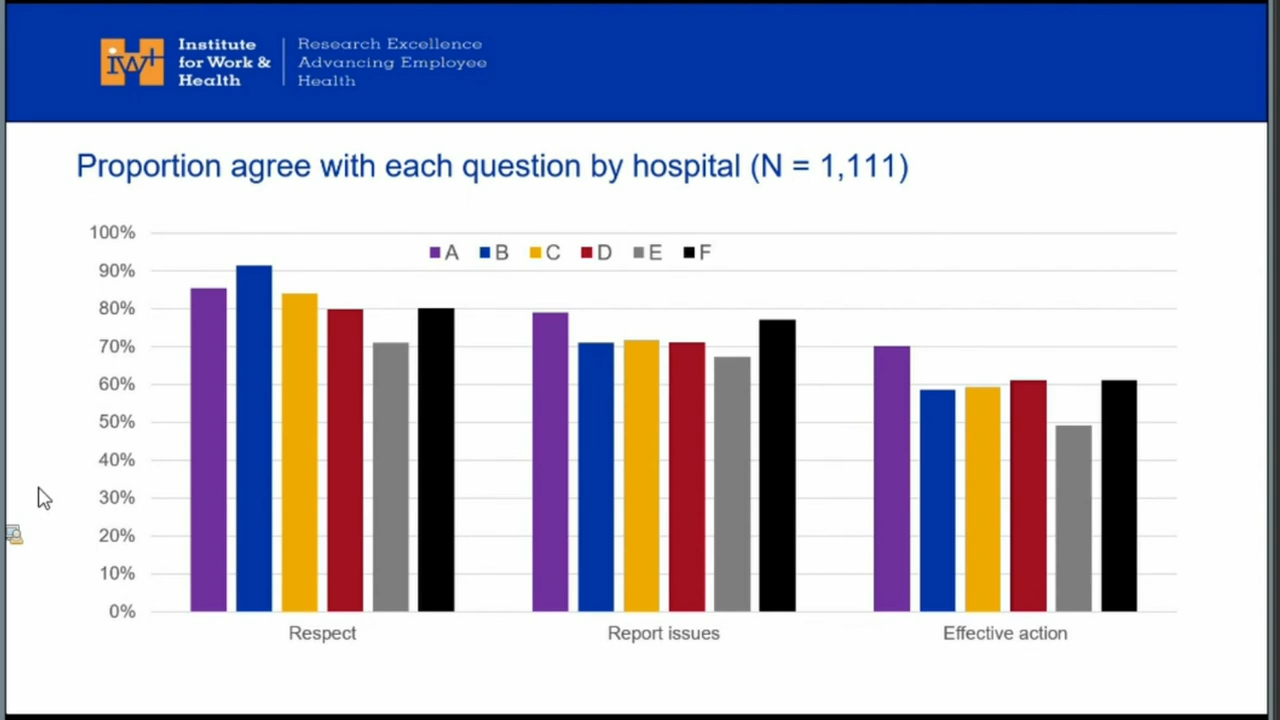 iw+
Institute
for Work &
Health
Research Excellence
Advancing Employee
Health
Proportion agree with each question by hospital (N = 1,111)
100%
A B C D E F
90%
80%
70%
60%
50%
40%
30%
20%
10%
0%
Respect Report issues Effective action